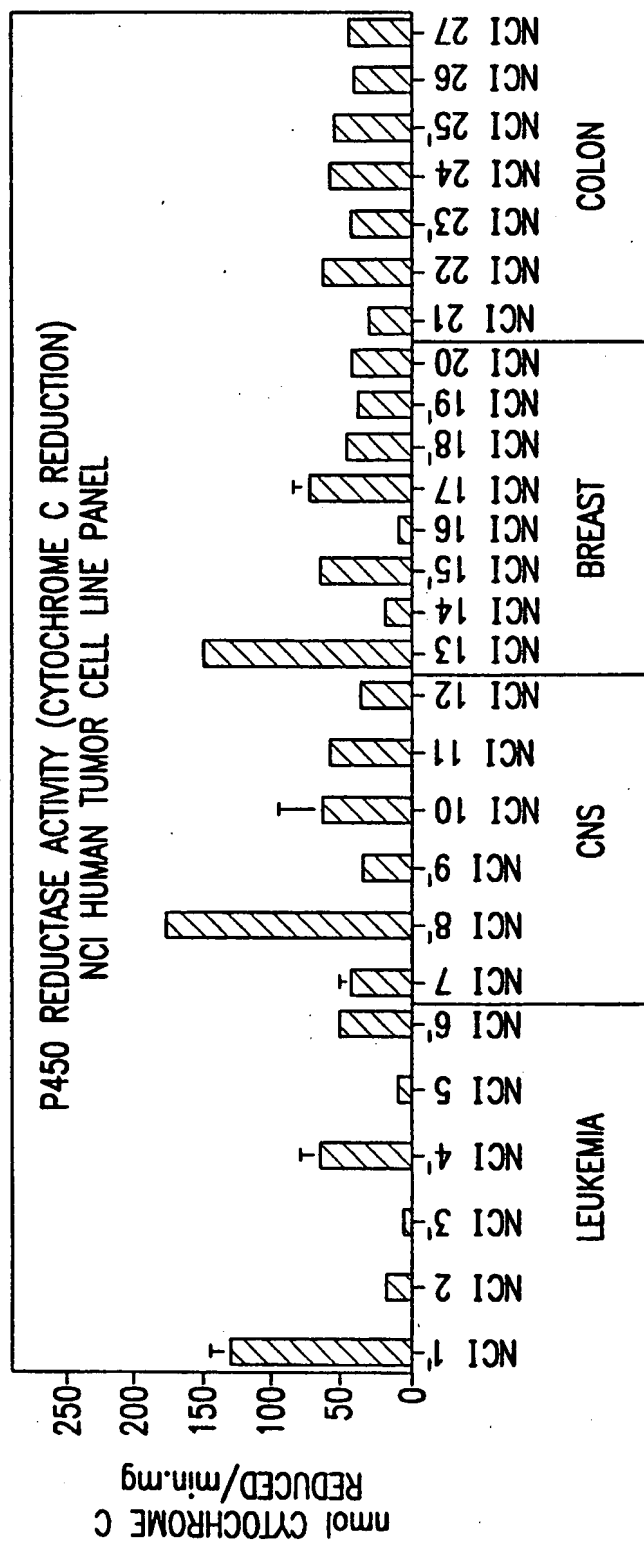 P450 REDUCTASE ACTIVITY (CYTOCHROME C REDUCTION)
NCI HUMAN TUMOR CELL LINE PANEL
nmol CYTOCHROME C
REDUCED/min.mg
250
200
150
100
50
0
NCI 1'
NCI 2
NCI 3'
NCI 4'
NCI 5
NCI 6'
NCI 7
NCI 8'
NCI 9'
NCI 10
NCI 11
NCI 12
NCI 13
NCI 14
NCI 15'
NCI 16
NCI 17
NCI 18'
NCI 19'
NCI 20
NCI 21
NCI 22
NCI 23'
NCI 24
NCI 25'
NCI 26
NCI 27
LEUKEMIA
CNS
BREAST
COLON